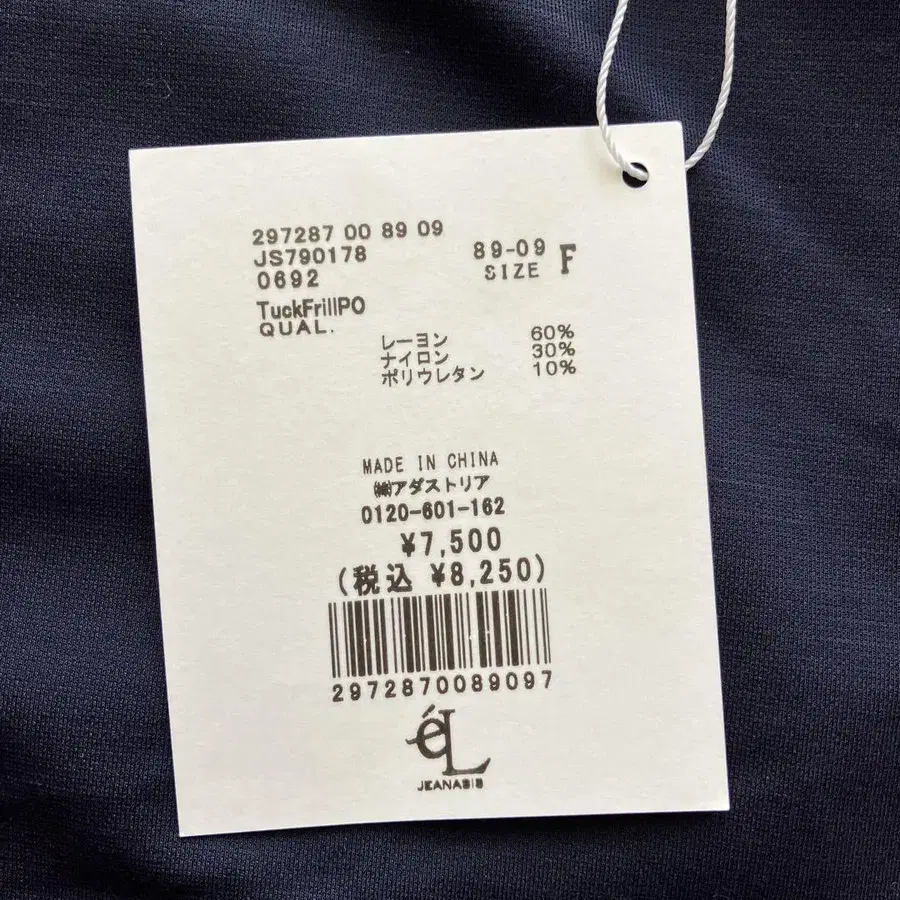 297287 00 89 09
JS790178
0692
89-09
SIZE F
TuckFrillPO
QUAL.
レーヨン 60%
ナイロン 30%
ポリウレタン 10%
MADE IN CHINA
㈱アダストリア
0120-601-162
¥7,500
(税込 ¥8,250)
2972870089097
éL
JEANASIS